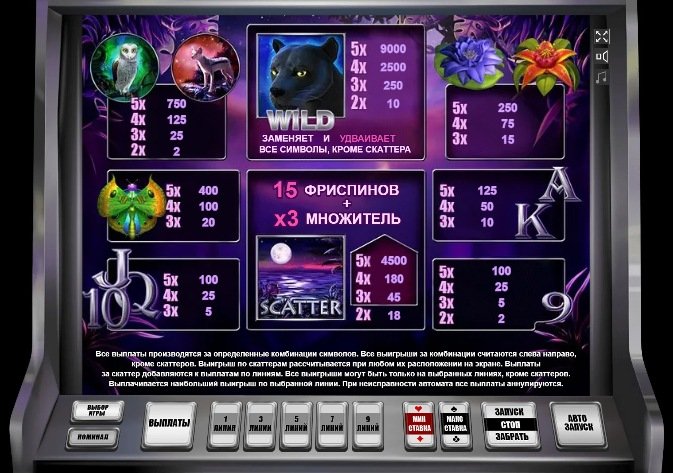 5x 750
4x 125
3x 25
2x 2
WILD
5x 9000
4x 2500
3x 250
2x 10
ЗАМЕНЯЕТ И УДВАИВАЕТ
ВСЕ СИМВОЛЫ, КРОМЕ СКАТТЕРА
5x 250
4x 75
3x 15
5x 400
4x 100
3x 20
15 ФРИСПИНОВ
+
x3 МНОЖИТЕЛЬ
SCATTER
5x 4500
4x 180
3x 45
2x 18
5x 125
4x 50
3x 10
A
K
J
10 Q
5x 100
4x 25
3x 5
5x 100
4x 25
3x 5
2x 2
9
Все выплаты производятся за определенные комбинации символов. Все выигрыши за комбинации считаются слева направо,
кроме скаттеров. Выигрыш по скаттерам рассчитывается при любом их расположении на экране. Выплаты
за скаттер добавляются к выплатам по линиям. Все выигрыши могут быть только на выбранных линиях, кроме скаттеров.
Выплачивается наибольший выигрыш по выбранной линии. При неисправности автомата все выплаты аннулируются.
ВЫБОР
ИГРЫ
НОМИНАЛ
ВЫПЛАТЫ
1
ЛИНИЯ
3
ЛИНИИ
5
ЛИНИЙ
7
ЛИНИЙ
9
ЛИНИЙ
МИН
СТАВКА
МАКС
СТАВКА
ЗАПУСК
СТОП
ЗАБРАТЬ
АВТО
ЗАПУСК